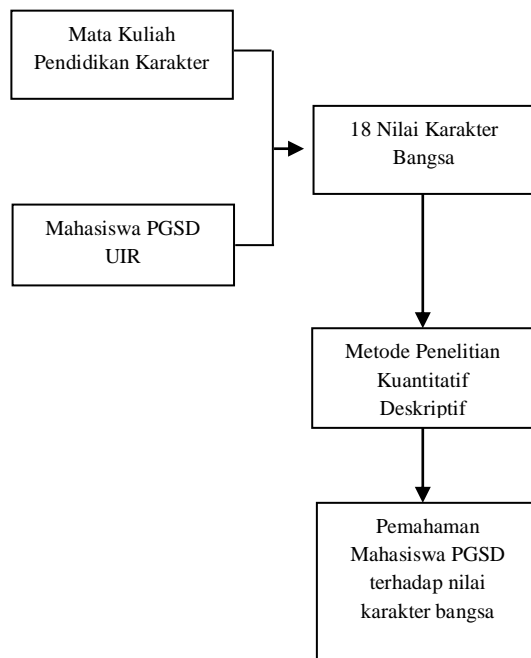 Mata Kuliah
Pendidikan Karakter
18 Nilai Karakter
Bangsa
Mahasiswa PGSD
UIR
Metode Penelitian
Kuantitatif
Deskriptif
Pemahaman
Mahasiswa PGSD
terhadap nilai
karakter bangsa